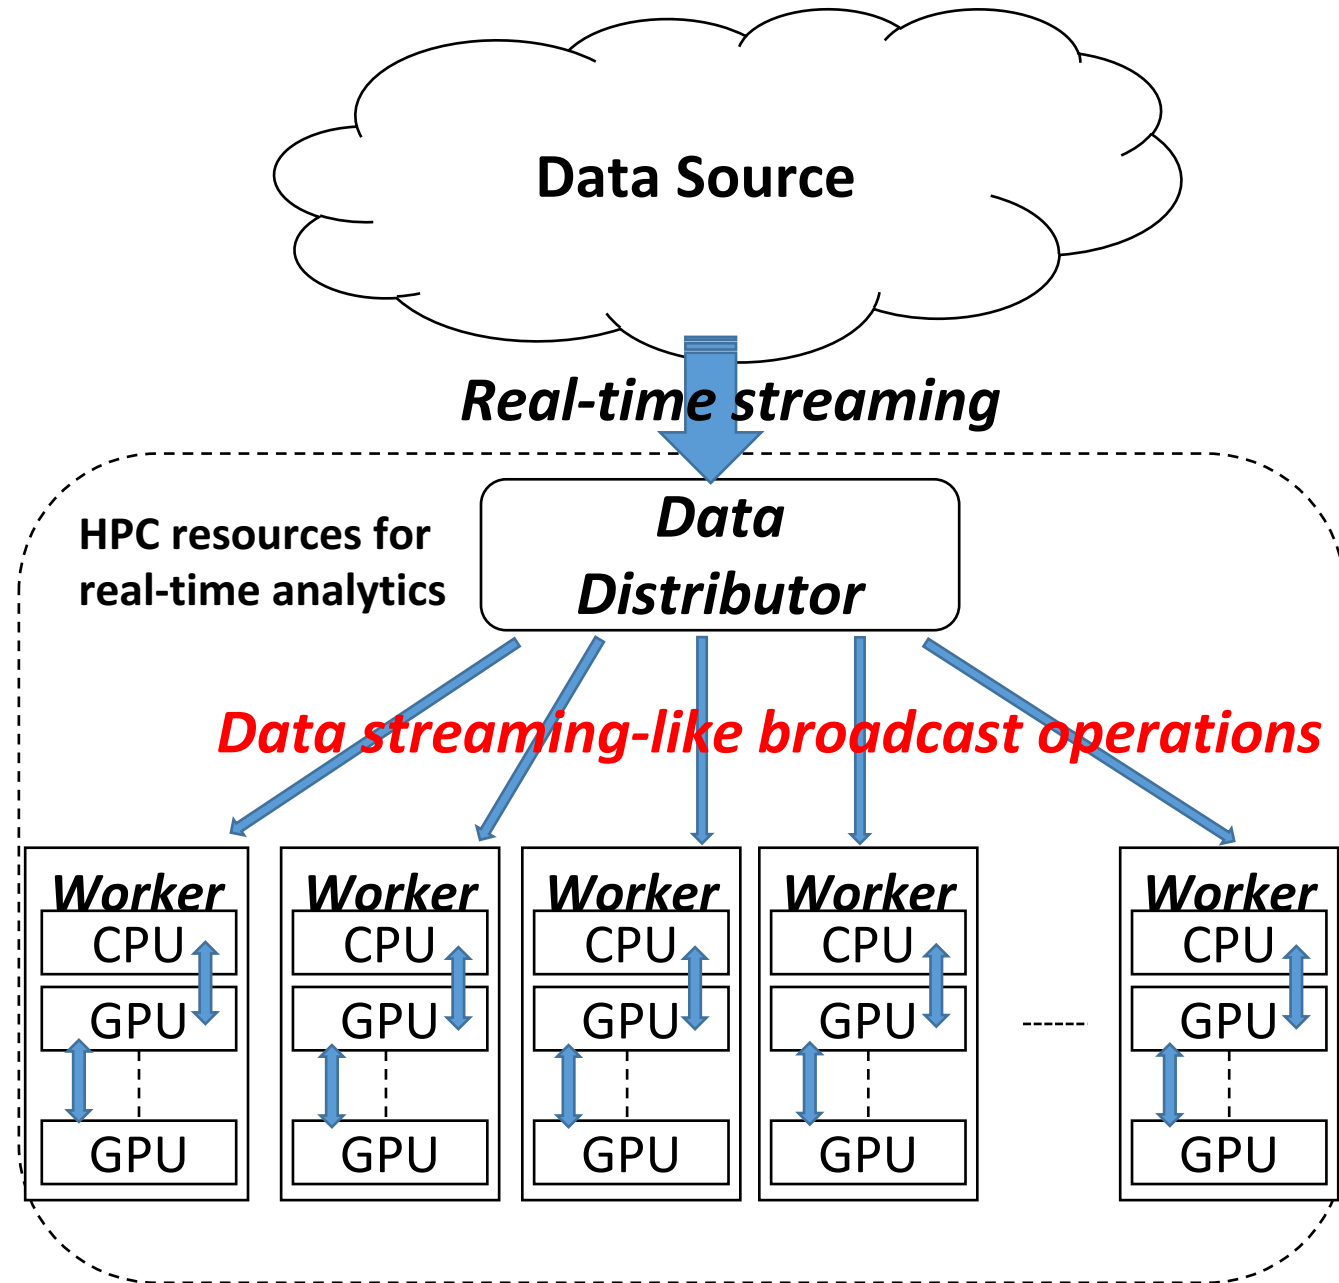 Data Source
Real-time streaming
HPC resources for
real-time analytics
Data
Distributor
Data streaming-like broadcast operations
Worker Worker Worker Worker Worker
CPU CPU CPU CPU CPU
GPU GPU GPU GPU GPU
GPU GPU GPU GPU GPU